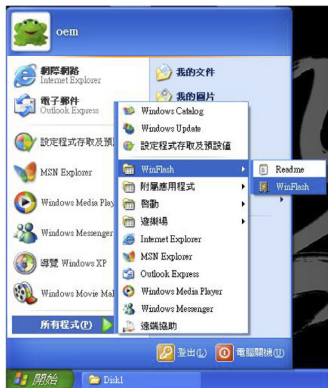 oem
網際網路
Internet Explorer
電子郵件
Outlook Express
設定程式存取及預
MSN Explorer
Windows Media Play
Windows Messenger
導覽 Windows XP
Windows Movie Mal
所有程式(P)
我的文件
我的圖片
Windows Catalog
Windows Update
設定程式存取及預設值
WinFlash
附屬應用程式
啟動
遊樂場
Internet Explorer
MSN Explorer
Outlook Express
Windows Media Player
Windows Messenger
遠端協助
Readme
WinFlash
登出(L)
電腦關機(U)
開始
Disk1